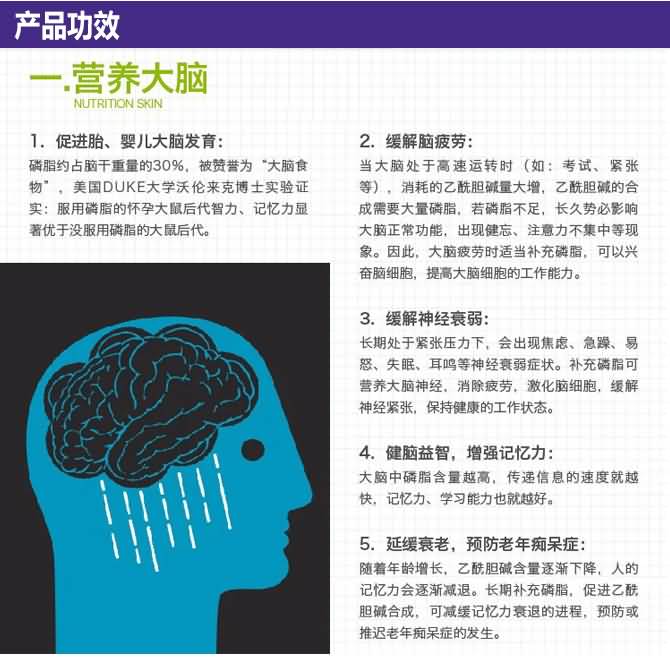 产品功效
一.营养大脑
NUTRITION SKIN
1．促进胎、婴儿大脑发育：
磷脂约占脑干重量的30%，被赞誉为“大脑食
物”，美国DUKE大学沃伦来克博士实验证
实：服用磷脂的怀孕大鼠后代智力、记忆力显
著优于没服用磷脂的大鼠后代。
2．缓解脑疲劳：
当大脑处于高速运转时（如：考试、紧张
等），消耗的乙酰胆碱量大增，乙酰胆碱的合
成需要大量磷脂，若磷脂不足，长久势必影响
大脑正常功能，出现健忘、注意力不集中等现
象。因此，大脑疲劳时适当补充磷脂，可以兴
奋脑细胞，提高大脑细胞的工作能力。
3．缓解神经衰弱：
长期处于紧张压力下，会出现焦虑、急躁、易
怒、失眠、耳鸣等神经衰弱症状。补充磷脂可
营养大脑神经，消除疲劳，激化脑细胞，缓解
神经紧张，保持健康的工作状态。
4．健脑益智，增强记忆力：
大脑中磷脂含量越高，传递信息的速度就越
快，记忆力、学习能力也就越好。
5．延缓衰老，预防老年痴呆症：
随着年龄增长，乙酰胆碱含量逐渐下降，人的
记忆力会逐渐减退。长期补充磷脂，促进乙酰
胆碱合成，可减缓记忆力衰退的进程，预防或
推迟老年痴呆症的发生。